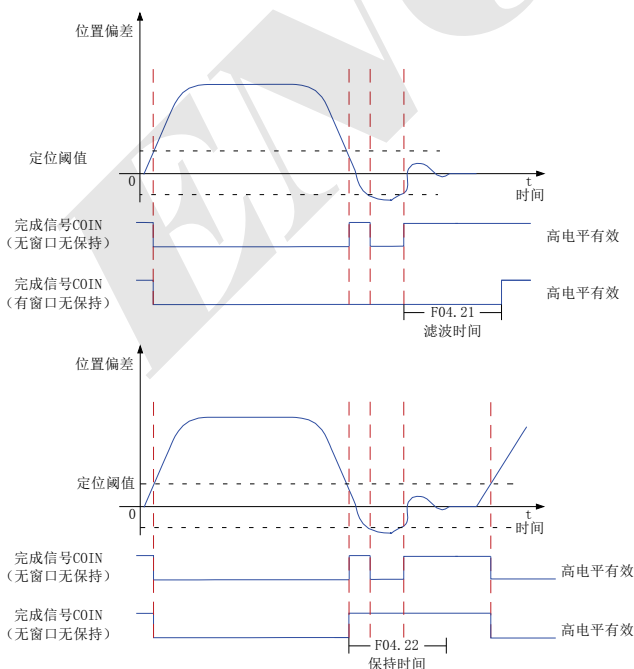 位置偏差
定位阈值
0
t
时间
完成信号COIN
（无窗口无保持）
高电平有效
完成信号COIN
（有窗口无保持）
高电平有效
F04.21
滤波时间
位置偏差
定位阈值
0
t
时间
完成信号COIN
（无窗口无保持）
高电平有效
完成信号COIN
（无窗口无保持）
高电平有效
F04.22
保持时间